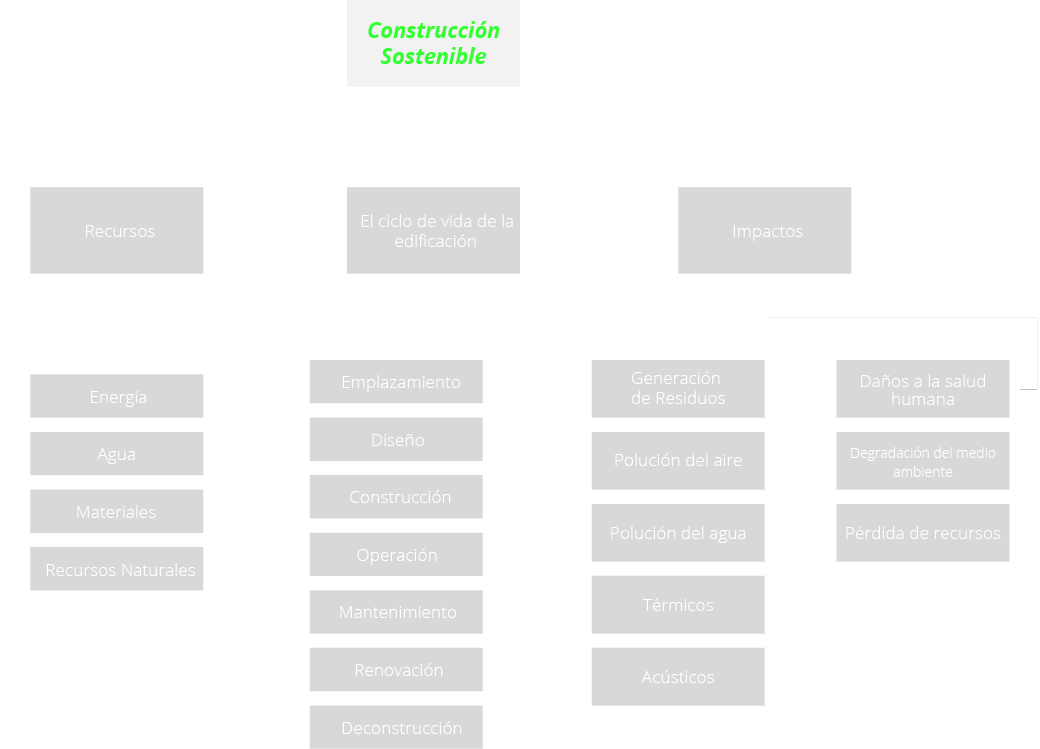 Construcción
Sostenible
Recursos
El ciclo de vida de la
edificación
Impactos
Energía
Agua
Materiales
Recursos Naturales
Emplazamiento
Diseño
Construcción
Operación
Mantenimiento
Renovación
Deconstrucción
Generación
de Residuos
Polución del aire
Polución del agua
Térmicos
Acústicos
Daños a la salud
humana
Degradación del medio
ambiente
Pérdida de recursos